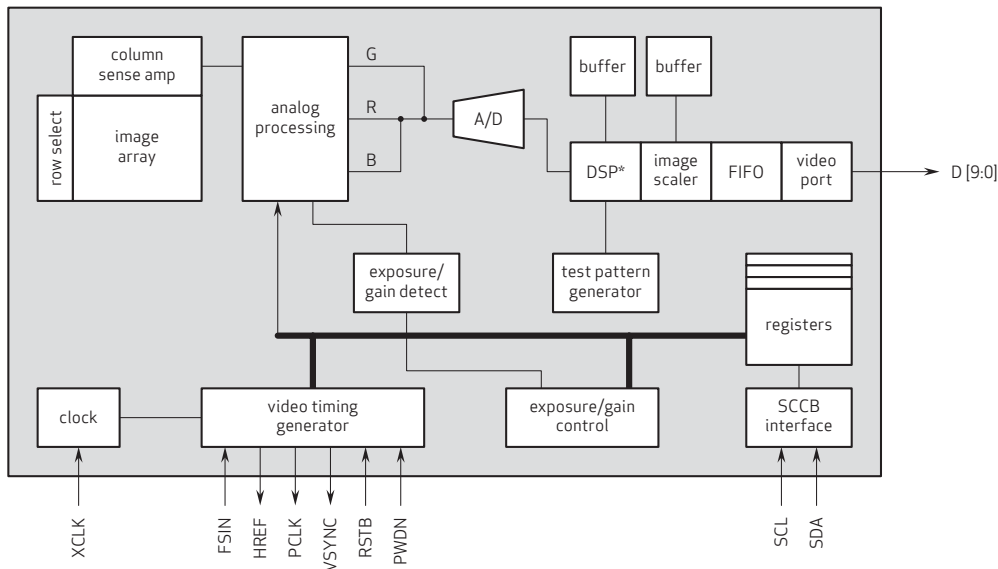 column
sense amp
row select
image
array
analog
processing
G
R
B
A/D
buffer
buffer
DSP*
image
scaler
FIFO
video
port
D [9:0]
exposure/
gain detect
test pattern
generator
registers
clock
video timing
generator
exposure/gain
control
SCCB
interface
XCLK
FSIN
HREF
PCLK
VSYNC
RSTB
PWDN
SCL
SDA